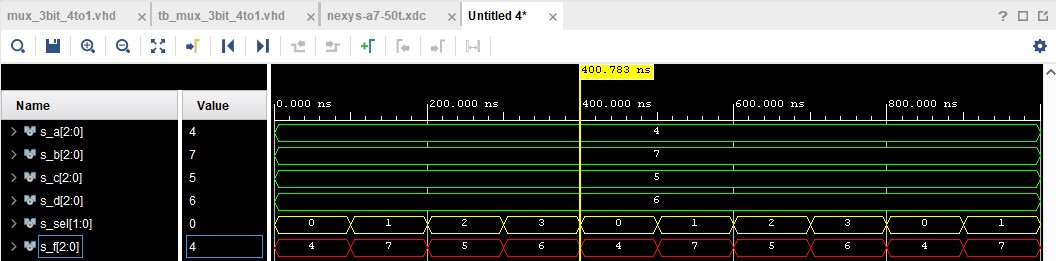 mux_3bit_4to1.vhd × tb_mux_3bit_4to1.vhd × nexys-a7-50t.xdc × Untitled 4* ×
400.783 ns
Name Value 0.000 ns 200.000 ns 400.000 ns 600.000 ns 800.000 ns
s_a[2:0] 4 4
s_b[2:0] 7 7
s_c[2:0] 5 5
s_d[2:0] 6 6
s_sel[1:0] 0 0 1 2 3 0 1 2 3 0 1
s_f[2:0] 4 4 7 5 6 4 7 5 6 4 7